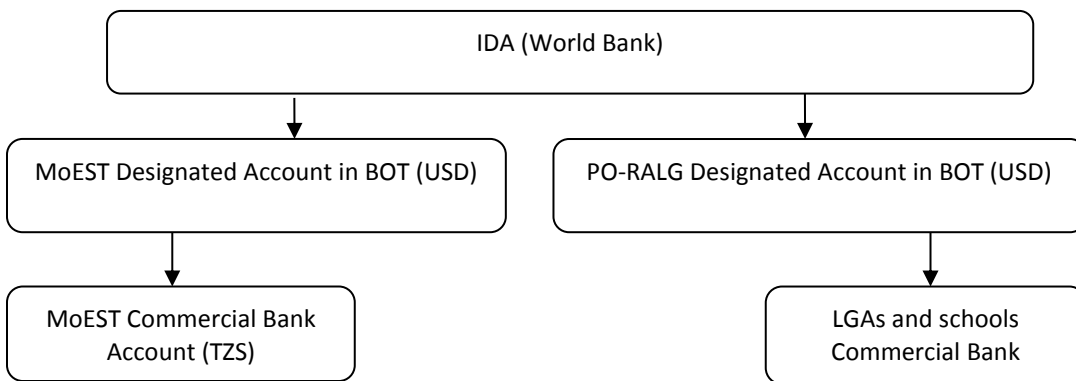 IDA (World Bank)
MoEST Designated Account in BOT (USD)
PO-RALG Designated Account in BOT (USD)
MoEST Commercial Bank
Account (TZS)
LGAs and schools
Commercial Bank